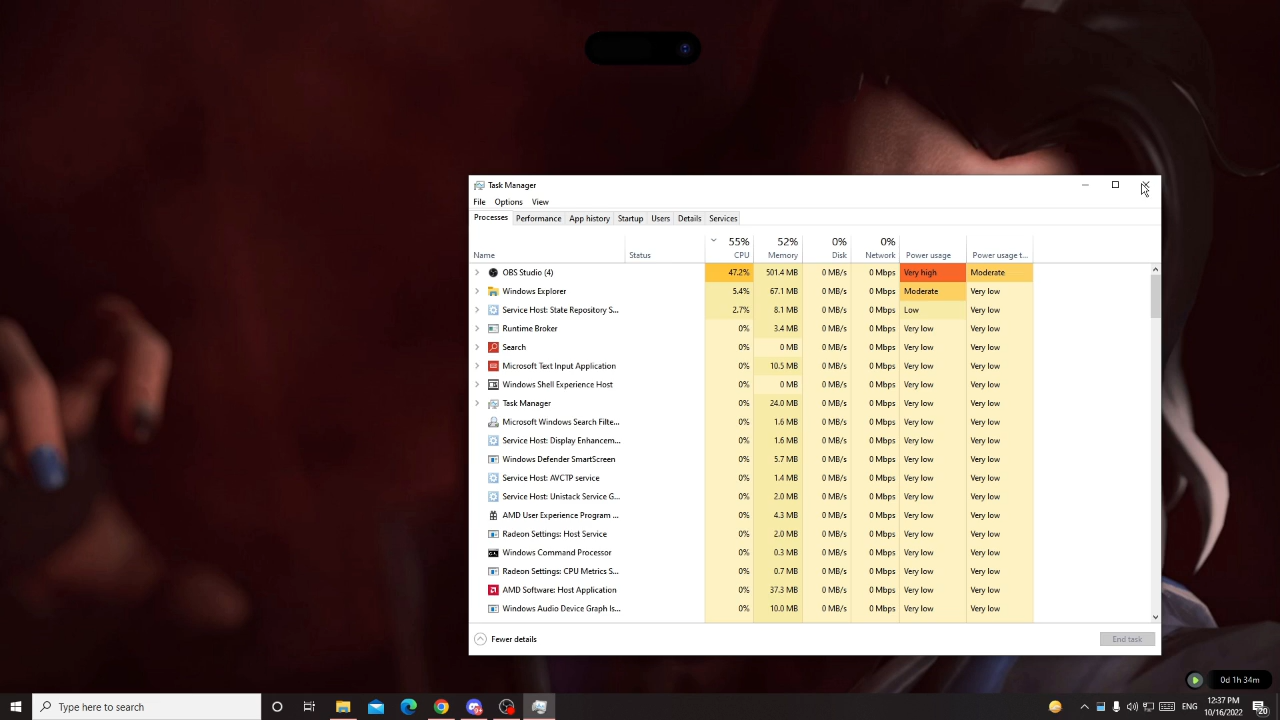 Task Manager
File Options View
Processes Performance App history Startup Users Details Services
55% 52% 0% 0%
Name Status CPU Memory Disk Network Power usage Power usage t...
OBS Studio (4) 47.2% 501.4 MB 0 MB/s 0 Mbps Very high Moderate
Windows Explorer 5.4% 67.1 MB 0 MB/s 0 Mbps Moderate Very low
Service Host: State Repository S... 2.7% 8.1 MB 0 MB/s 0 Mbps Low Very low
Runtime Broker 0% 3.4 MB 0 MB/s 0 Mbps Very low Very low
Search 0% 0 MB 0 MB/s 0 Mbps Very low Very low
Microsoft Text Input Application 0% 10.5 MB 0 MB/s 0 Mbps Very low Very low
Windows Shell Experience Host 0% 0 MB 0 MB/s 0 Mbps Very low Very low
Task Manager 0% 24.0 MB 0 MB/s 0 Mbps Very low Very low
Microsoft Windows Search Filte... 0% 1.6 MB 0 MB/s 0 Mbps Very low Very low
Service Host: Display Enhancem... 0% 1.6 MB 0 MB/s 0 Mbps Very low Very low
Windows Defender SmartScreen 0% 5.7 MB 0 MB/s 0 Mbps Very low Very low
Service Host: AVCTP service 0% 1.4 MB 0 MB/s 0 Mbps Very low Very low
Service Host: Unistack Service G... 0% 2.0 MB 0 MB/s 0 Mbps Very low Very low
AMD User Experience Program ... 0% 4.3 MB 0 MB/s 0 Mbps Very low Very low
Radeon Settings: Host Service 0% 2.0 MB 0 MB/s 0 Mbps Very low Very low
Windows Command Processor 0% 0.3 MB 0 MB/s 0 Mbps Very low Very low
Radeon Settings: CPU Metrics S... 0% 0.7 MB 0 MB/s 0 Mbps Very low Very low
AMD Software: Host Application 0% 37.3 MB 0 MB/s 0 Mbps Very low Very low
Windows Audio Device Graph Is... 0% 10.0 MB 0 MB/s 0 Mbps Very low Very low
Fewer details End task
0d 1h 34m
Type here to search ENG 12:37 PM
10/16/2022 20